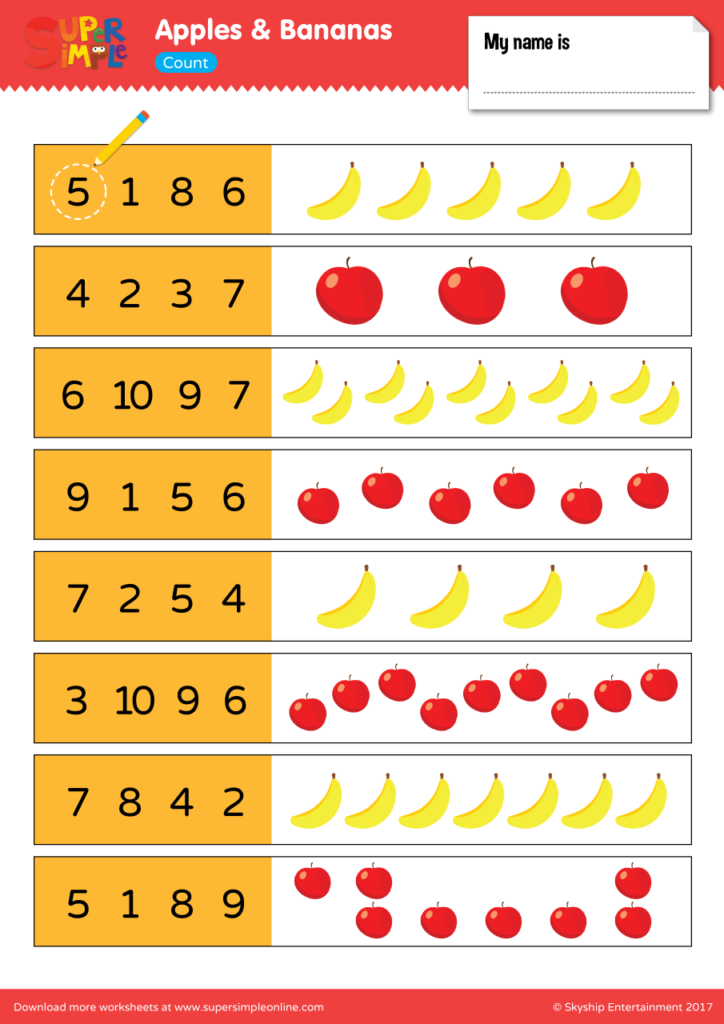 SUPER
SIMPLE
Apples & Bananas
Count
My name is
5 1 8 6
4 2 3 7
6 10 9 7
9 1 5 6
7 2 5 4
3 10 9 6
7 8 4 2
5 1 8 9
Download more worksheets at www.supersimpleonline.com
© Skyship Entertainment 2017